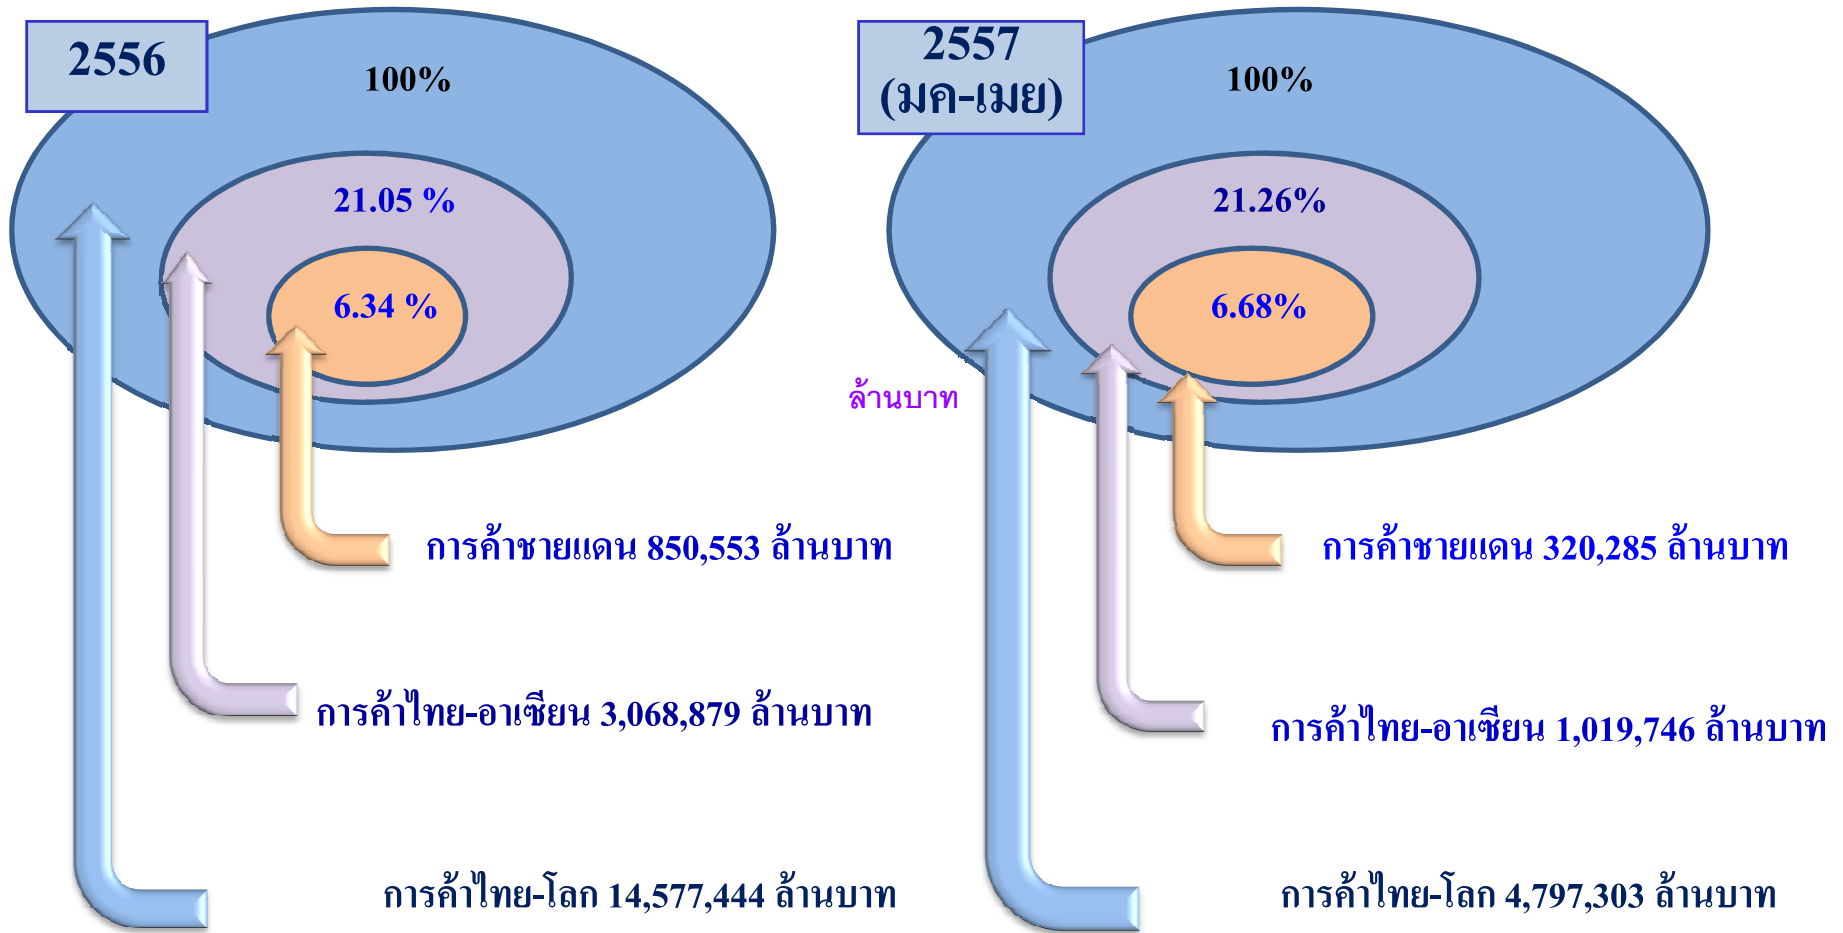 2556
100%
21.05 %
6.34 %
การค้าชายแดน 850,553 ล้านบาท
การค้าไทย-อาเซียน 3,068,879 ล้านบาท
การค้าไทย-โลก 14,577,444 ล้านบาท
2557
(มค-เมย)
100%
21.26%
6.68%
ล้านบาท
การค้าชายแดน 320,285 ล้านบาท
การค้าไทย-อาเซียน 1,019,746 ล้านบาท
การค้าไทย-โลก 4,797,303 ล้านบาท